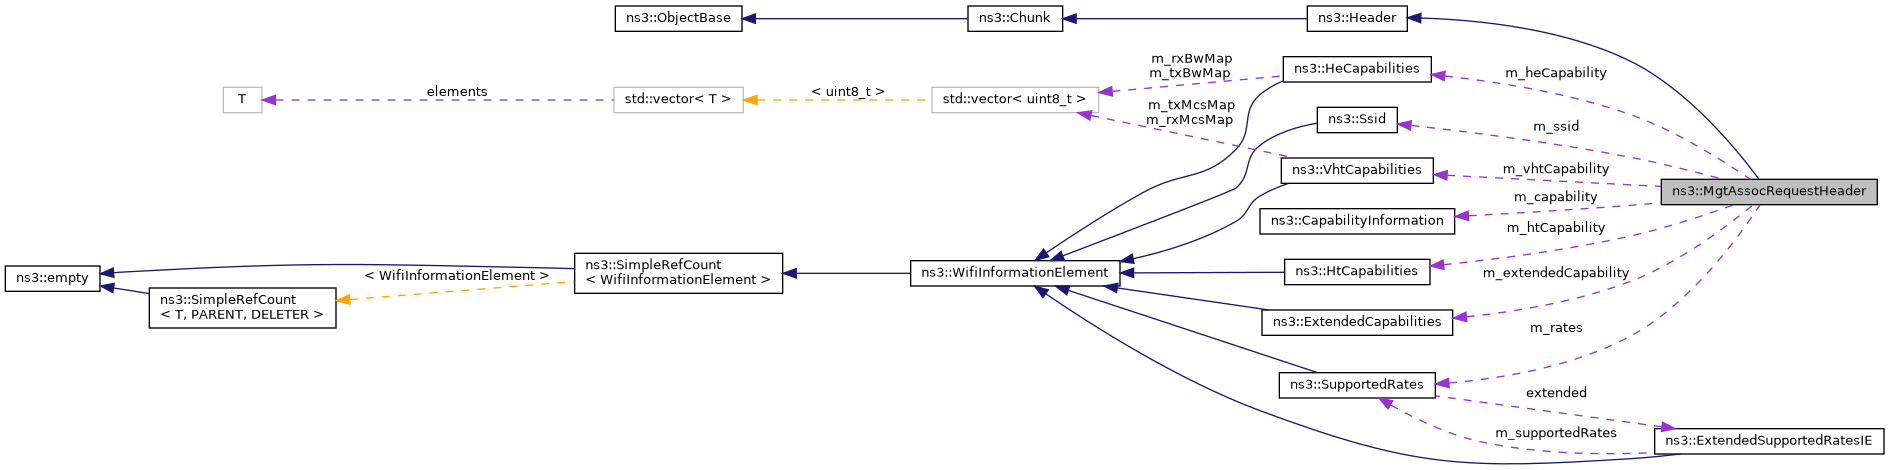 ns3::ObjectBase
ns3::Chunk
ns3::Header
m_rxBwMap
m_txBwMap
ns3::HeCapabilities
m_heCapability
T
elements
std::vector< T >
< uint8_t >
std::vector< uint8_t >
m_txMcsMap
m_rxMcsMap
ns3::Ssid
m_ssid
ns3::VhtCapabilities
m_vhtCapability
ns3::MgtAssocRequestHeader
m_capability
ns3::CapabilityInformation
m_htCapability
ns3::empty
< WifiInformationElement >
ns3::SimpleRefCount
< WifiInformationElement >
ns3::WifiInformationElement
ns3::HtCapabilities
m_extendedCapability
ns3::SimpleRefCount
< T, PARENT, DELETER >
ns3::ExtendedCapabilities
m_rates
ns3::SupportedRates
extended
m_supportedRates
ns3::ExtendedSupportedRatesIE